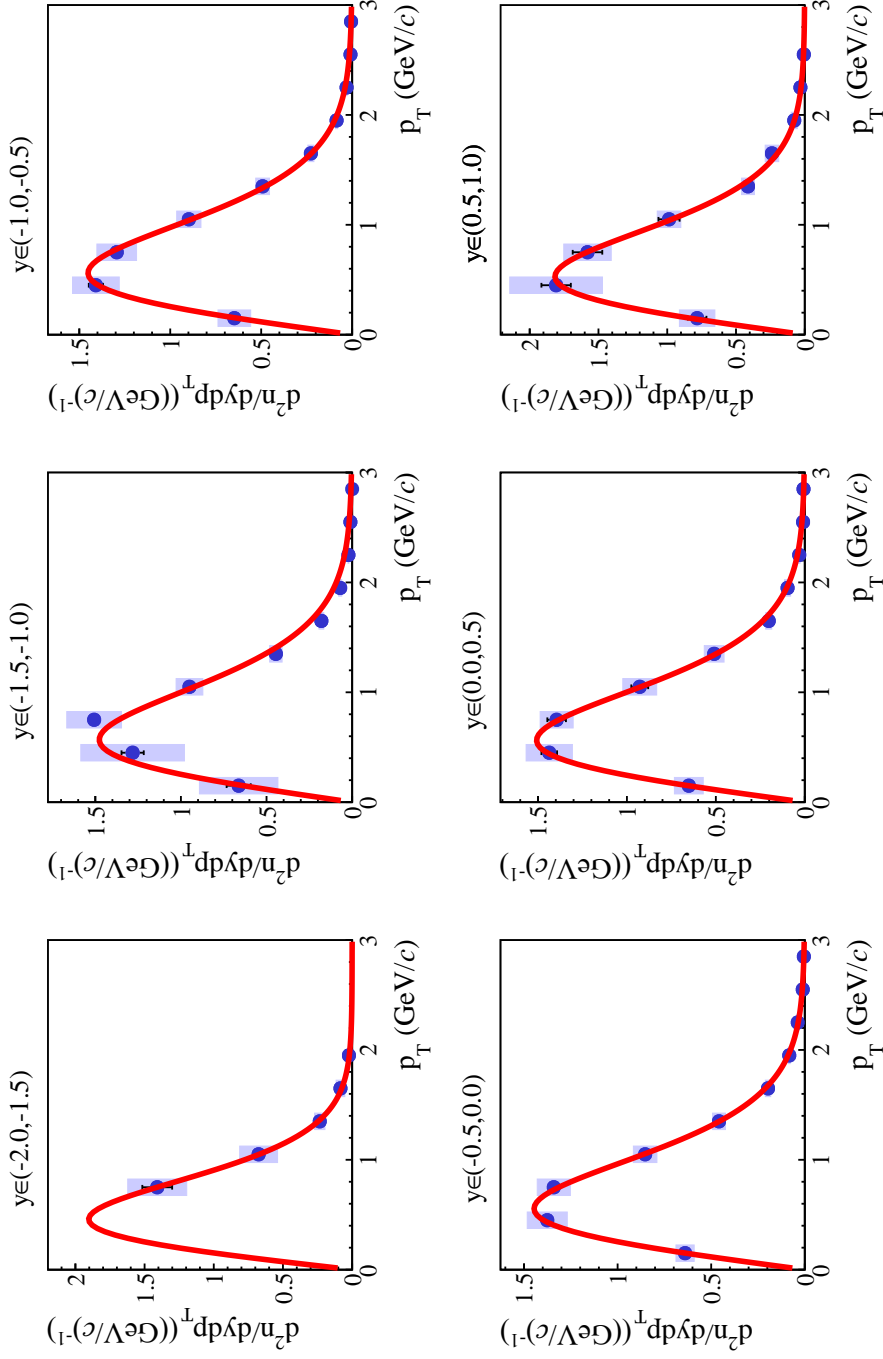 y∈(-2.0,-1.5)
d²n/dydp_T((GeV/c)⁻¹)
2
1.5
1
0.5
0
0 1 2 3
p_T (GeV/c)
y∈(-1.5,-1.0)
d²n/dydp_T((GeV/c)⁻¹)
1.5
1
0.5
0
0 1 2 3
p_T (GeV/c)
y∈(-1.0,-0.5)
d²n/dydp_T((GeV/c)⁻¹)
1.5
1
0.5
0
0 1 2 3
p_T (GeV/c)
y∈(-0.5,0.0)
d²n/dydp_T((GeV/c)⁻¹)
1.5
1
0.5
0
0 1 2 3
p_T (GeV/c)
y∈(0.0,0.5)
d²n/dydp_T((GeV/c)⁻¹)
1.5
1
0.5
0
0 1 2 3
p_T (GeV/c)
y∈(0.5,1.0)
d²n/dydp_T((GeV/c)⁻¹)
2
1.5
1
0.5
0
0 1 2 3
p_T (GeV/c)